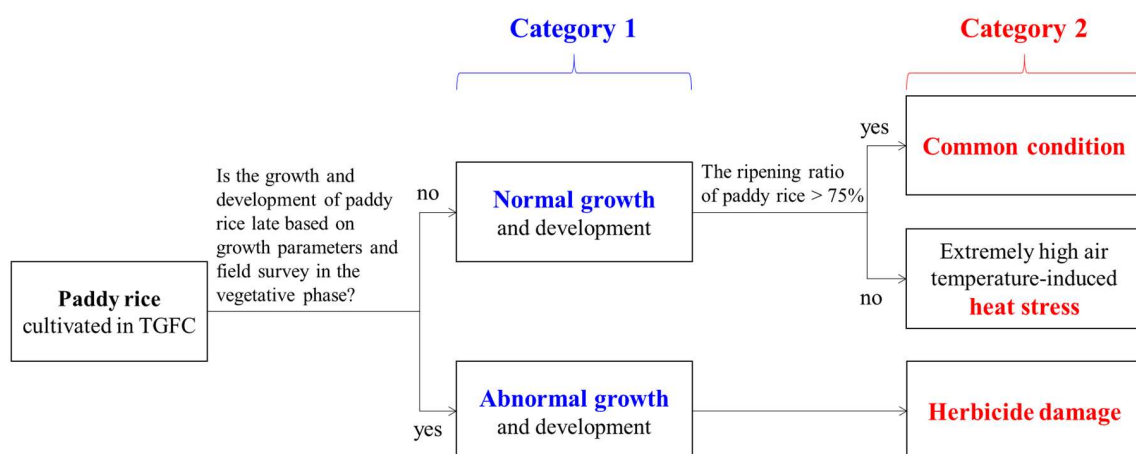 Category 1
Category 2
Paddy rice
cultivated in TGFC
Is the growth and
development of paddy
rice late based on
growth parameters and
field survey in the
vegetative phase?
no
yes
Normal growth
and development
Abnormal growth
and development
The ripening ratio
of paddy rice > 75%
yes
no
Common condition
Extremely high air
temperature-induced
heat stress
Herbicide damage